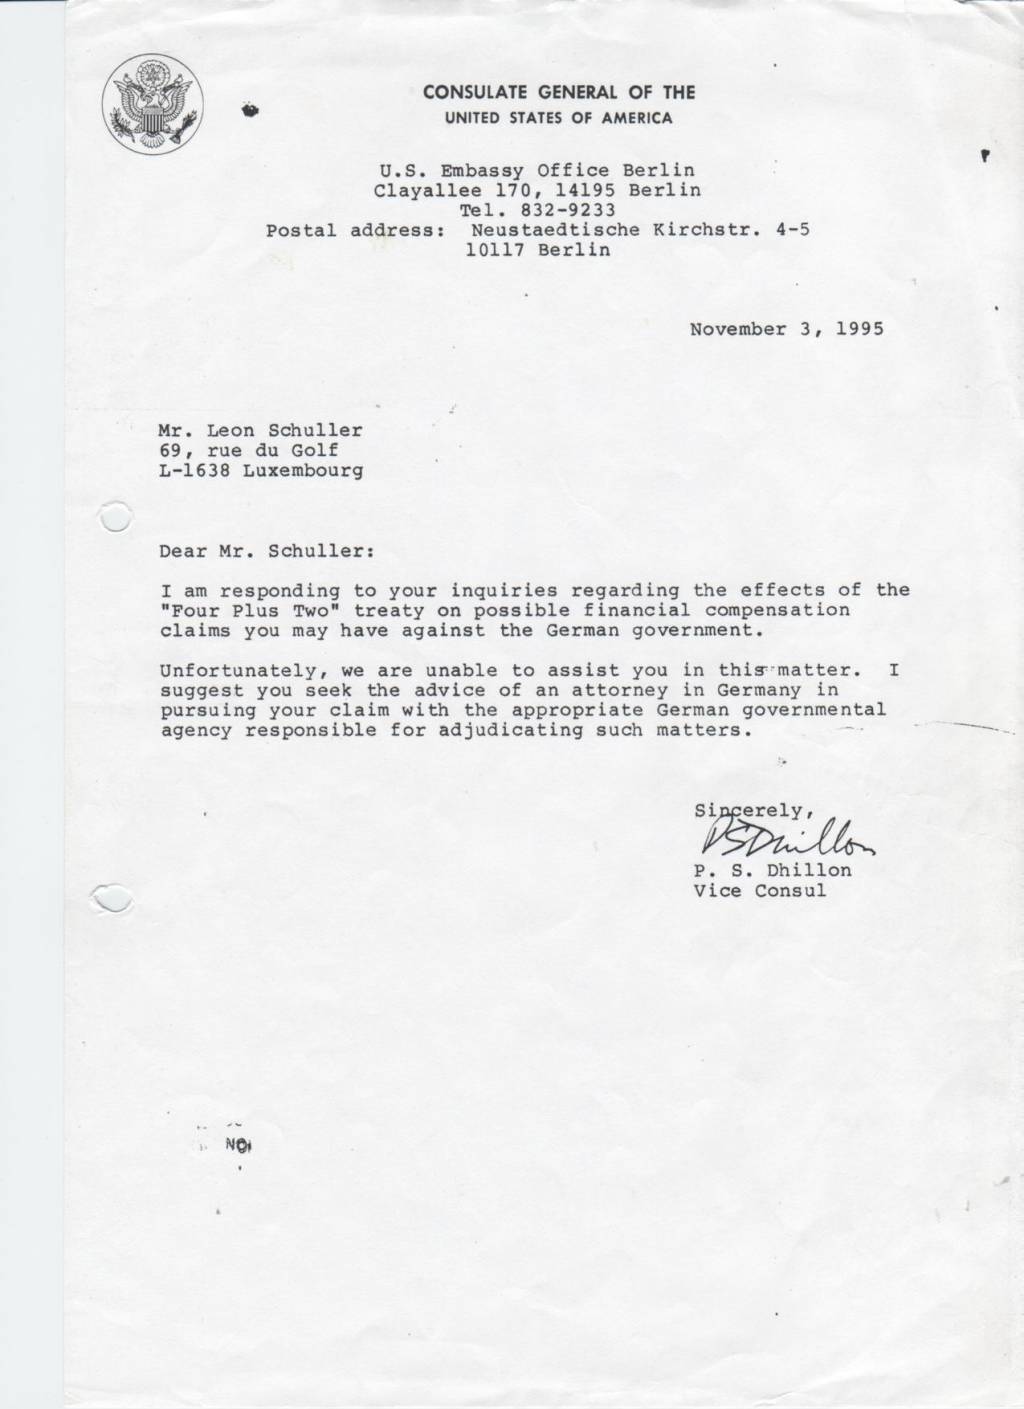 CONSULATE GENERAL OF THE
UNITED STATES OF AMERICA
U.S. Embassy Office Berlin
Clayallee 170, 14195 Berlin
Tel. 832-9233
Postal address: Neustaedtische Kirchstr. 4-5
10117 Berlin
November 3, 1995
Mr. Leon Schuller
69, rue du Golf
L-1638 Luxembourg
Dear Mr. Schuller:
I am responding to your inquiries regarding the effects of the
"Four Plus Two" treaty on possible financial compensation
claims you may have against the German government.
Unfortunately, we are unable to assist you in this matter. I
suggest you seek the advice of an attorney in Germany in
pursuing your claim with the appropriate German governmental
agency responsible for adjudicating such matters.
Sincerely,
PSDhillon
P. S. Dhillon
Vice Consul